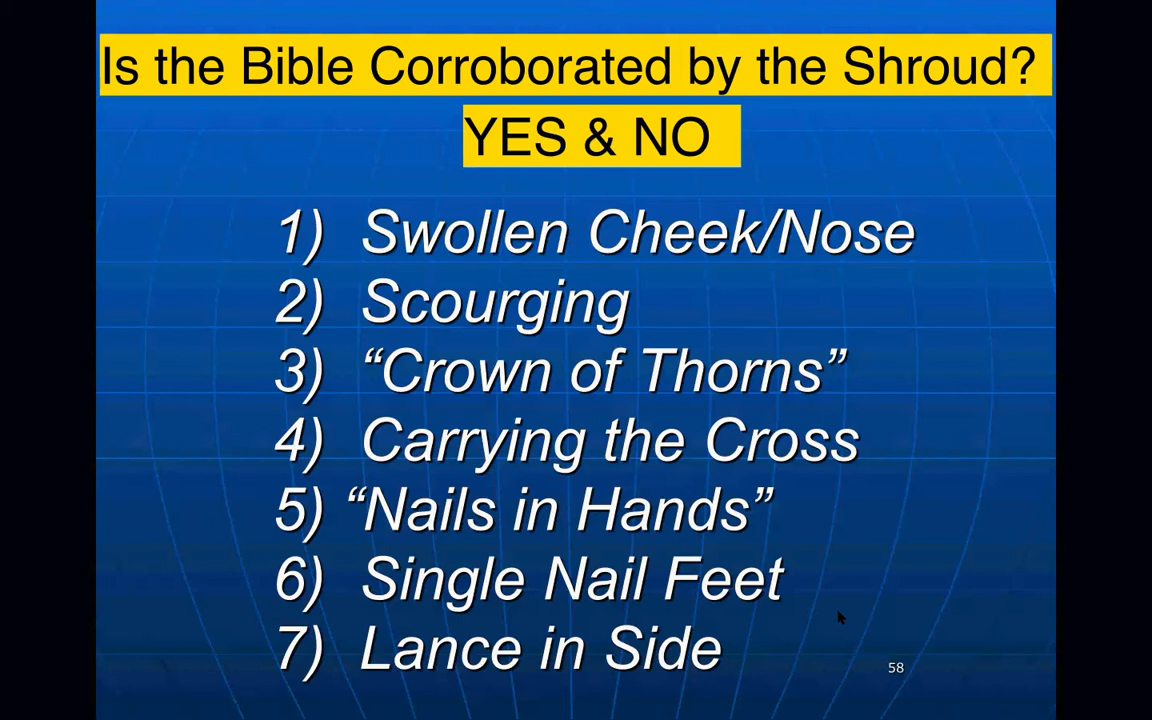 Is the Bible Corroborated by the Shroud?
YES & NO
1) Swollen Cheek/Nose
2) Scourging
3) “Crown of Thorns”
4) Carrying the Cross
5) “Nails in Hands”
6) Single Nail Feet
7) Lance in Side
58